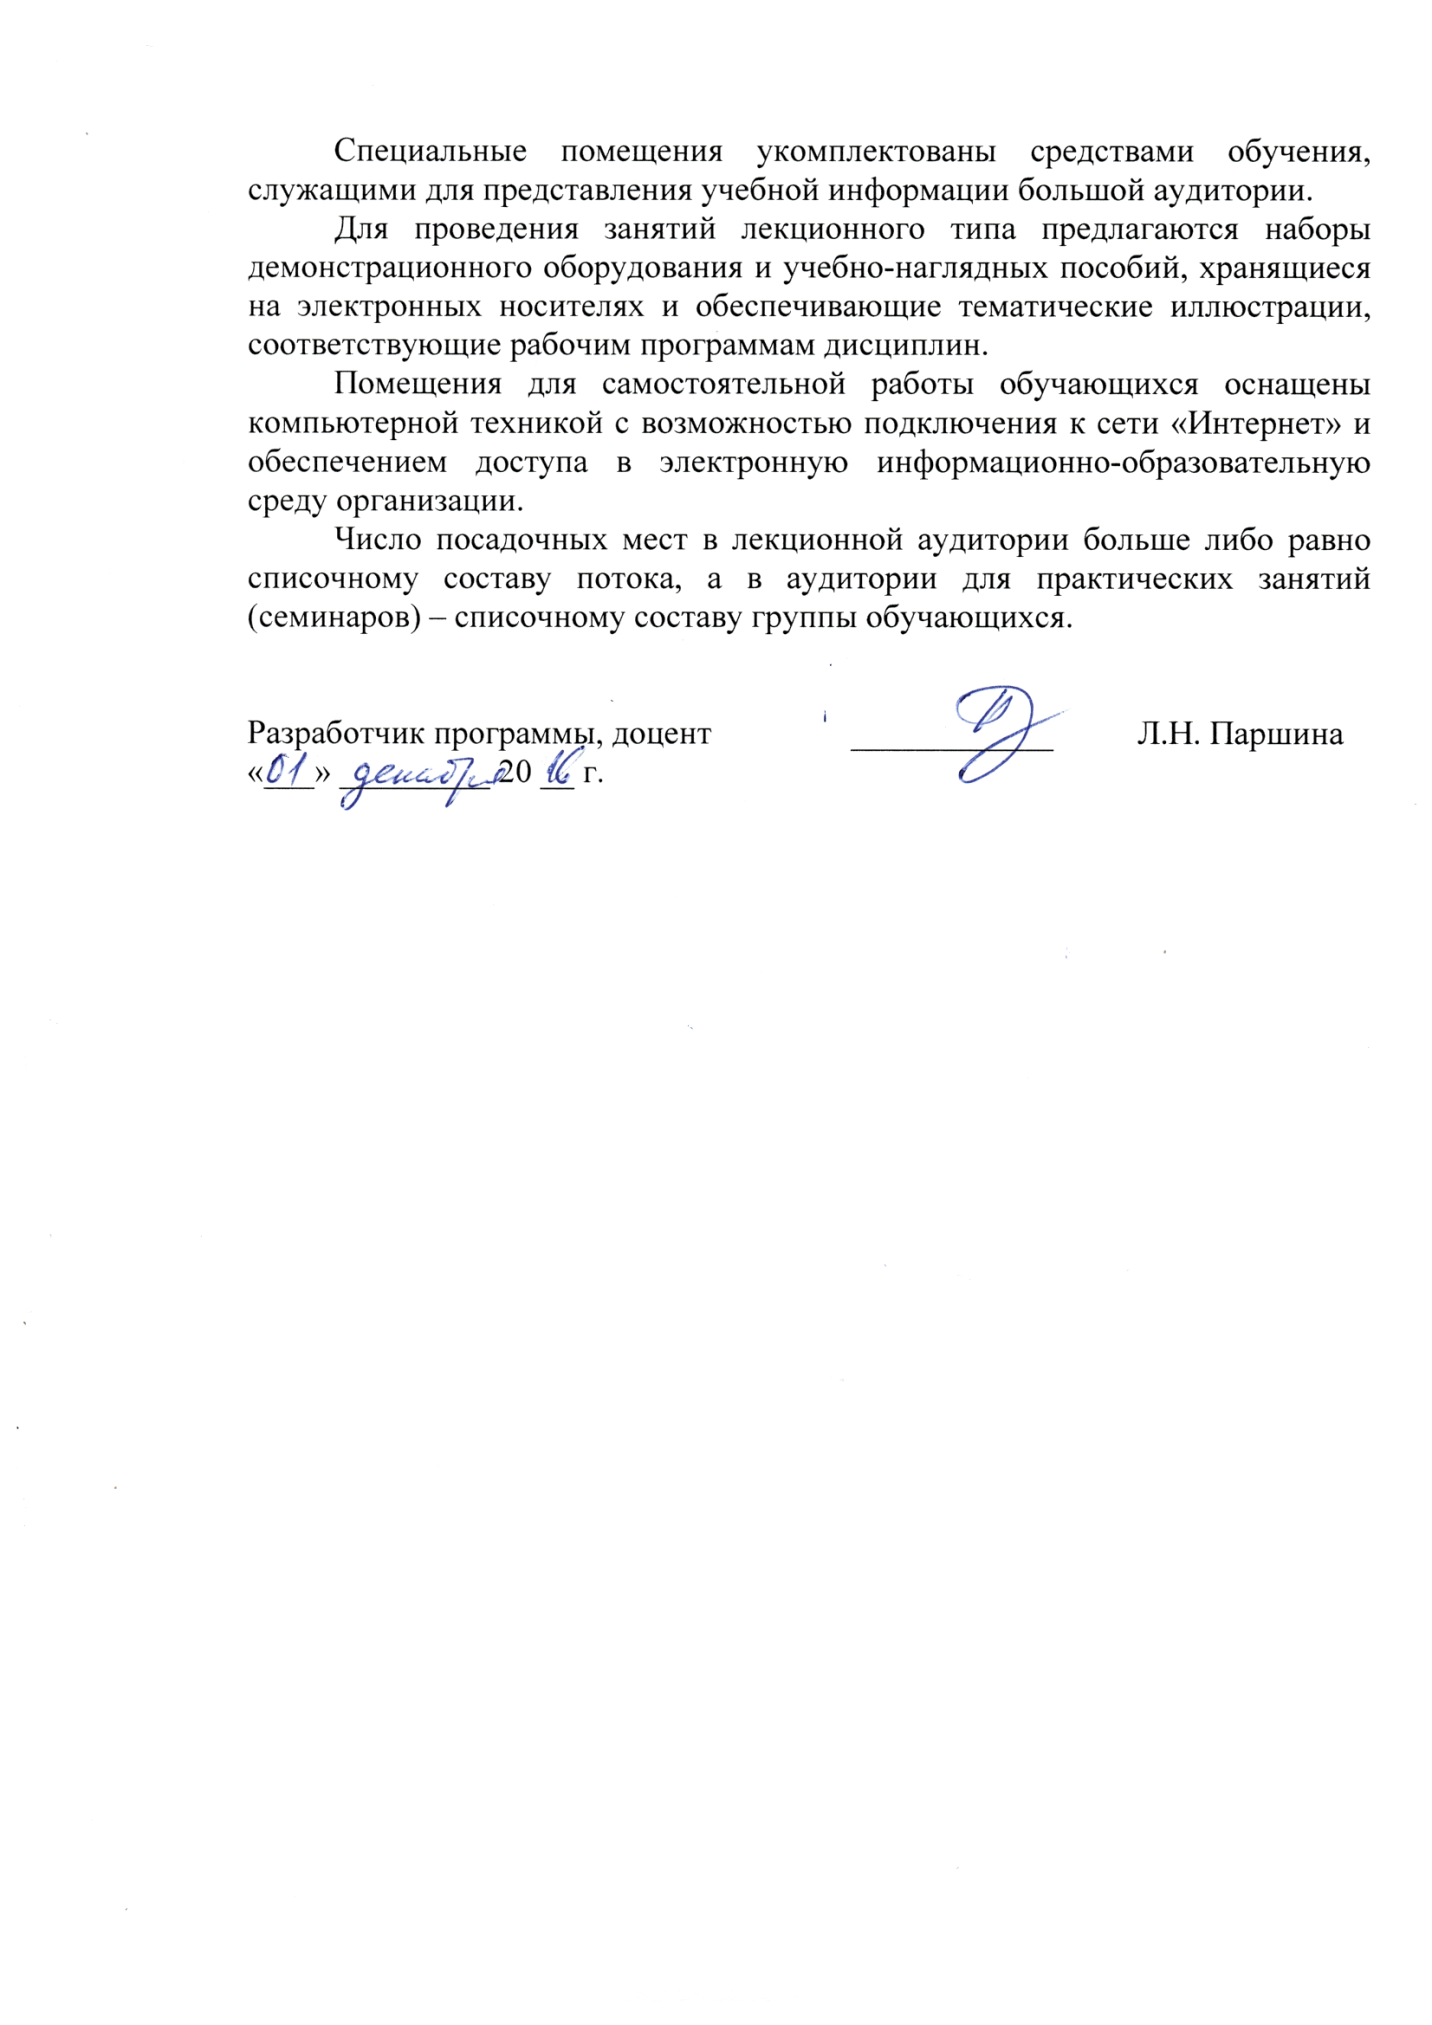 Специальные помещения укомплектованы средствами обучения,
служащими для представления учебной информации большой аудитории.
Для проведения занятий лекционного типа предлагаются наборы
демонстрационного оборудования и учебно-наглядных пособий, хранящиеся
на электронных носителях и обеспечивающие тематические иллюстрации,
соответствующие рабочим программам дисциплин.
Помещения для самостоятельной работы обучающихся оснащены
компьютерной техникой с возможностью подключения к сети «Интернет» и
обеспечением доступа в электронную информационно-образовательную
среду организации.
Число посадочных мест в лекционной аудитории больше либо равно
списочному составу потока, а в аудитории для практических занятий
(семинаров) – списочному составу группы обучающихся.
Разработчик программы, доцент ____________ Л.Н. Паршина
«01» декабря 20 16 г.